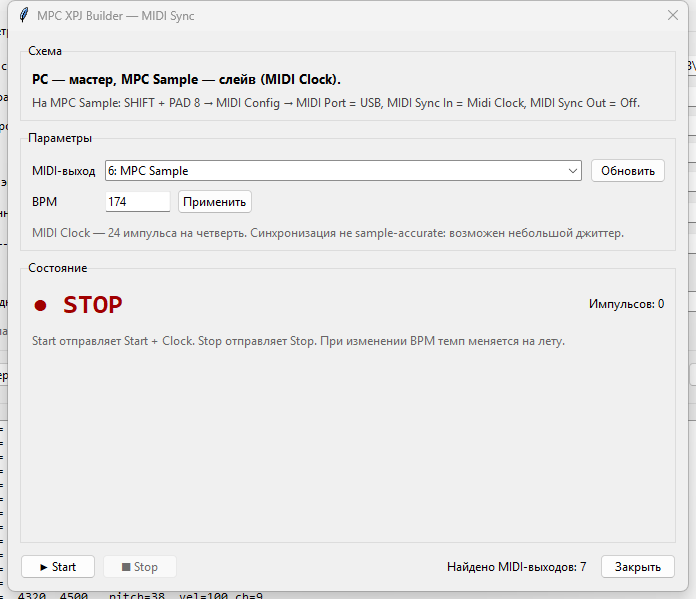 MPC XPJ Builder — MIDI Sync
Схема
PC — мастер, MPC Sample — слейв (MIDI Clock).
На MPC Sample: SHIFT + PAD 8 → MIDI Config → MIDI Port = USB, MIDI Sync In = Midi Clock, MIDI Sync Out = Off.
Параметры
MIDI-выход 6: MPC Sample Обновить
BPM 174 Применить
MIDI Clock — 24 импульса на четверть. Синхронизация не sample-accurate: возможен небольшой джиттер.
Состояние
● STOP Импульсов: 0
Start отправляет Start + Clock. Stop отправляет Stop. При изменении BPM темп меняется на лету.
► Start ■ Stop Найдено MIDI-выходов: 7 Закрыть
4320 4500 pitch=38 vel=100 ch=9